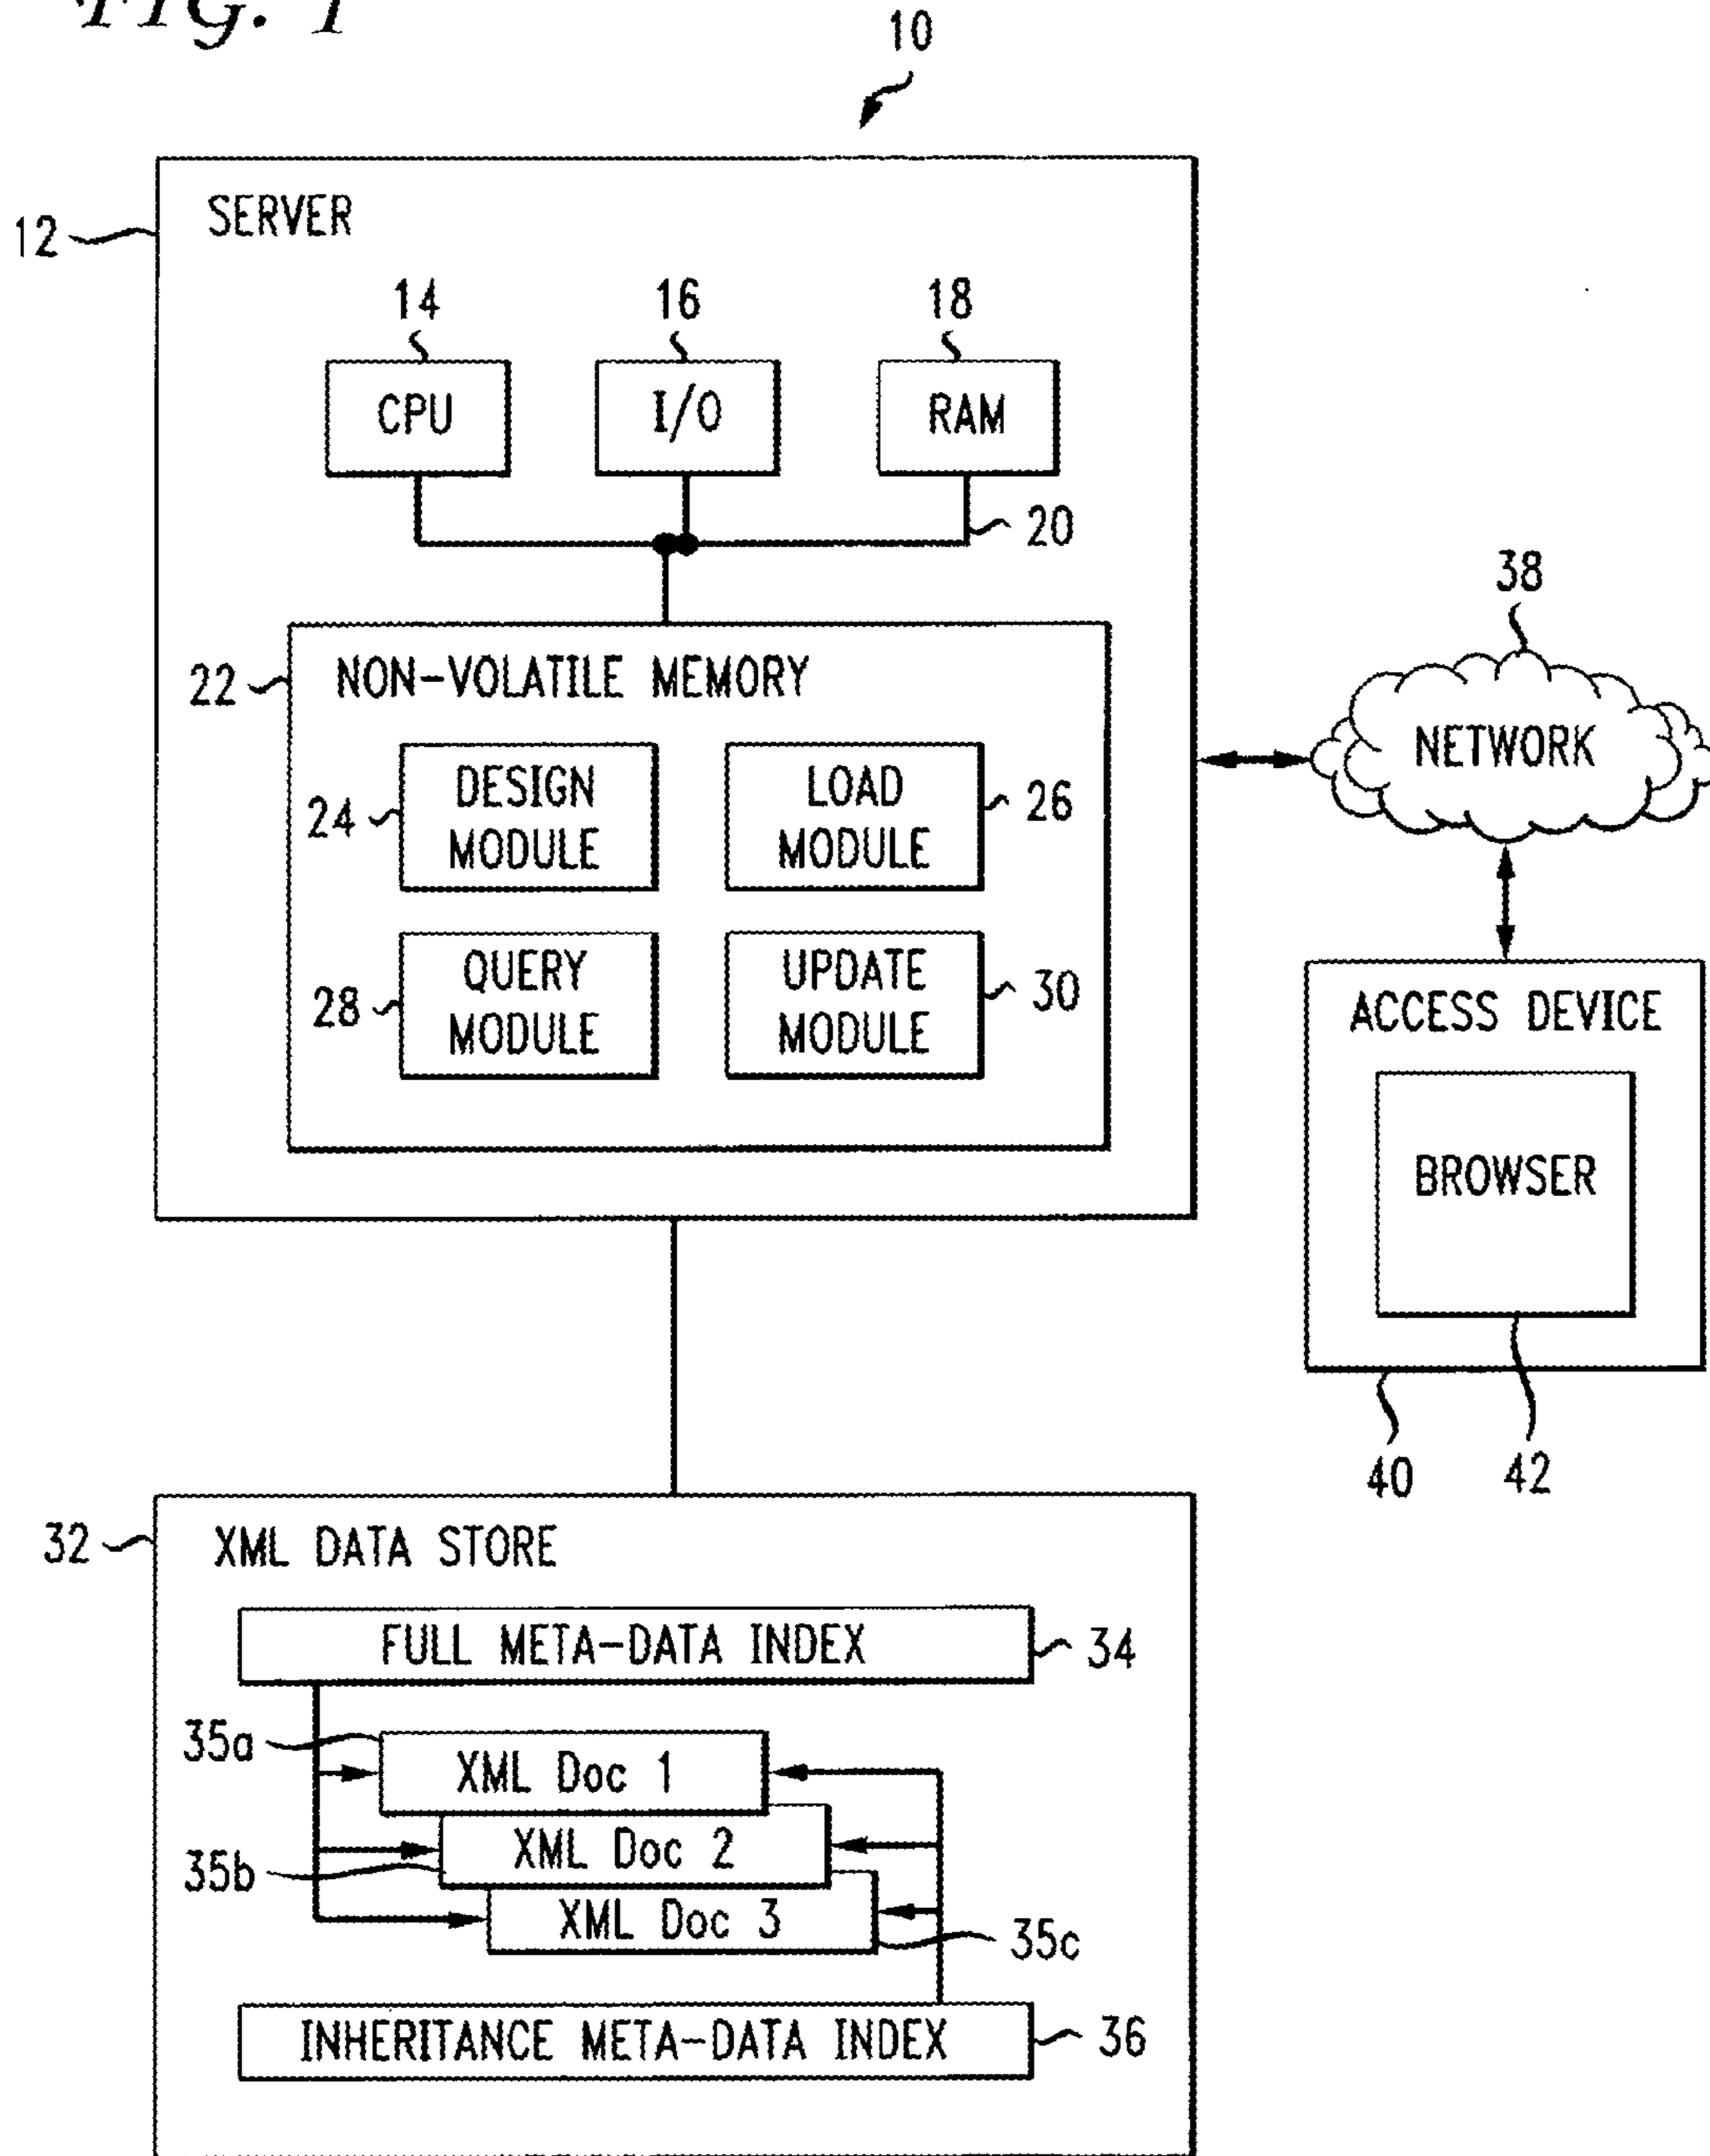 FIG. 1
10
12
SERVER
14
16
18
CPU
I/O
RAM
20
22
NON-VOLATILE MEMORY
24
DESIGN
MODULE
LOAD
MODULE
26
28
QUERY
MODULE
UPDATE
MODULE
30
38
NETWORK
ACCESS DEVICE
BROWSER
40
42
32
XML DATA STORE
FULL META-DATA INDEX
34
35a
XML Doc 1
35b
XML Doc 2
XML Doc 3
35c
INHERITANCE META-DATA INDEX
36